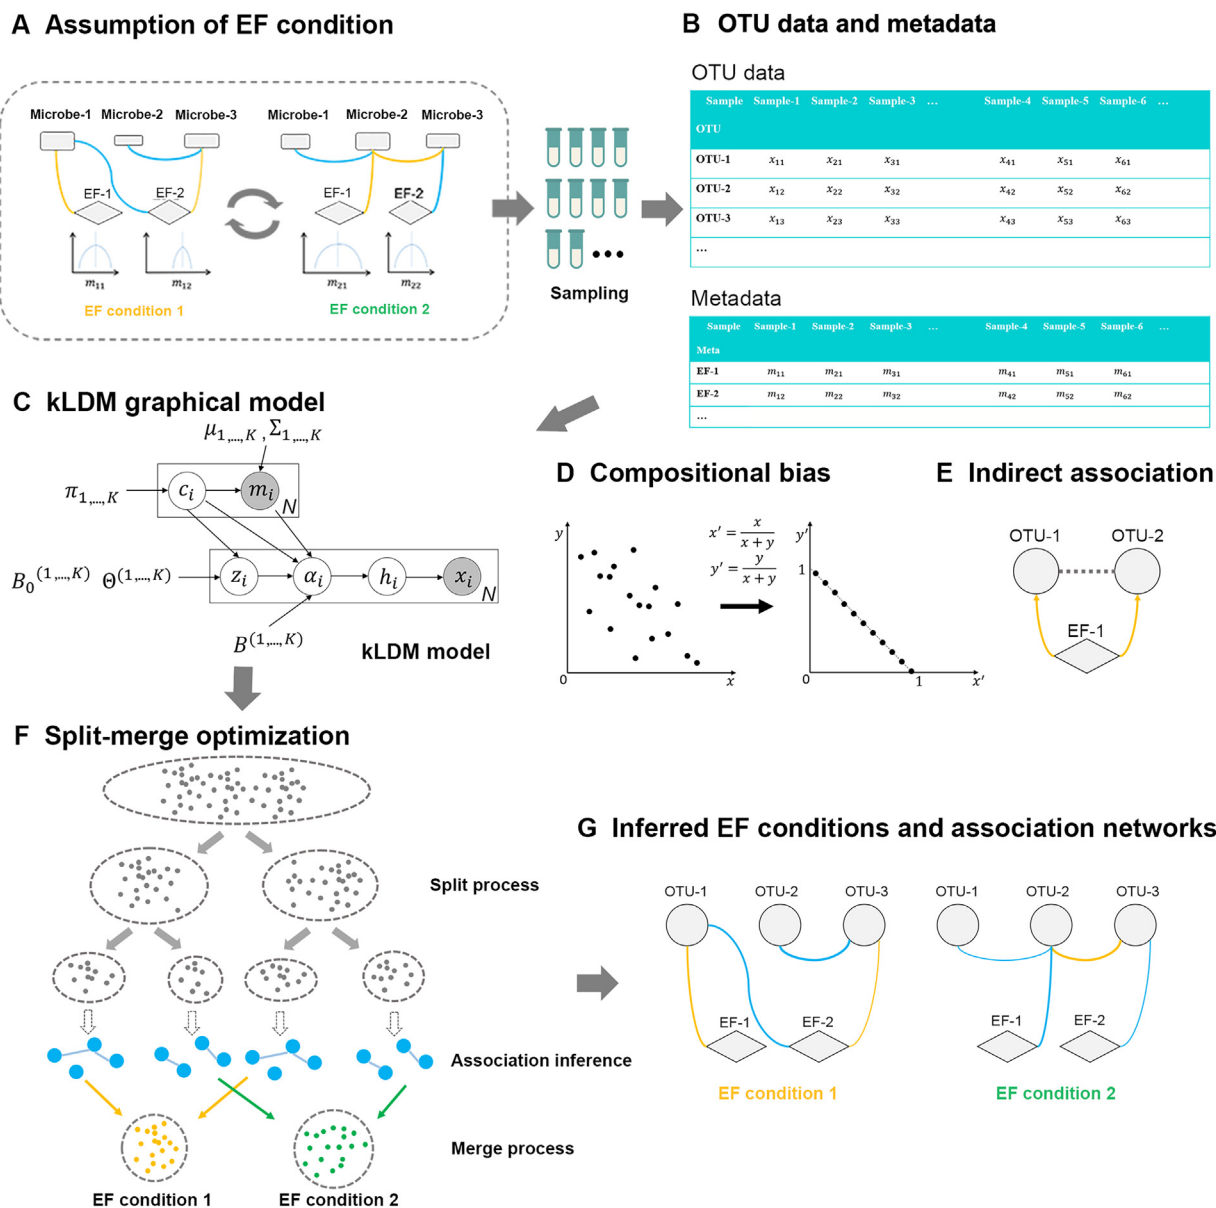 A Assumption of EF condition
Microbe-1 Microbe-2 Microbe-3
EF-1 EF-2
m₁₁ m₁₂
EF condition 1
Microbe-1 Microbe-2 Microbe-3
EF-1 EF-2
m₂₁ m₂₂
EF condition 2
Sampling
B OTU data and metadata
OTU data
Sample Sample-1 Sample-2 Sample-3 ... Sample-4 Sample-5 Sample-6 ...
OTU
OTU-1 x₁₁ x₂₁ x₃₁ x₄₁ x₅₁ x₆₁
OTU-2 x₁₂ x₂₂ x₃₂ x₄₂ x₅₂ x₆₂
OTU-3 x₁₃ x₂₃ x₃₃ x₄₃ x₅₃ x₆₃
...
Metadata
Sample Sample-1 Sample-2 Sample-3 ... Sample-4 Sample-5 Sample-6 ...
Meta
EF-1 m₁₁ m₂₁ m₃₁ m₄₁ m₅₁ m₆₁
EF-2 m₁₂ m₂₂ m₃₂ m₄₂ m₅₂ m₆₂
...
C kLDM graphical model
μ₁,...,K , Σ₁,...,K
π₁,...,K cᵢ mᵢ N
B₀^(1,...,K) Θ^(1,...,K) zᵢ αᵢ hᵢ xᵢ N
B^(1,...,K)
kLDM model
D Compositional bias
y
0 x
x′ = x / (x + y)
y′ = y / (x + y)
y′
1
0 1 x′
E Indirect association
OTU-1 OTU-2
EF-1
F Split-merge optimization
Split process
Association inference
Merge process
EF condition 1 EF condition 2
G Inferred EF conditions and association networks
OTU-1 OTU-2 OTU-3
EF-1 EF-2
EF condition 1
OTU-1 OTU-2 OTU-3
EF-1 EF-2
EF condition 2